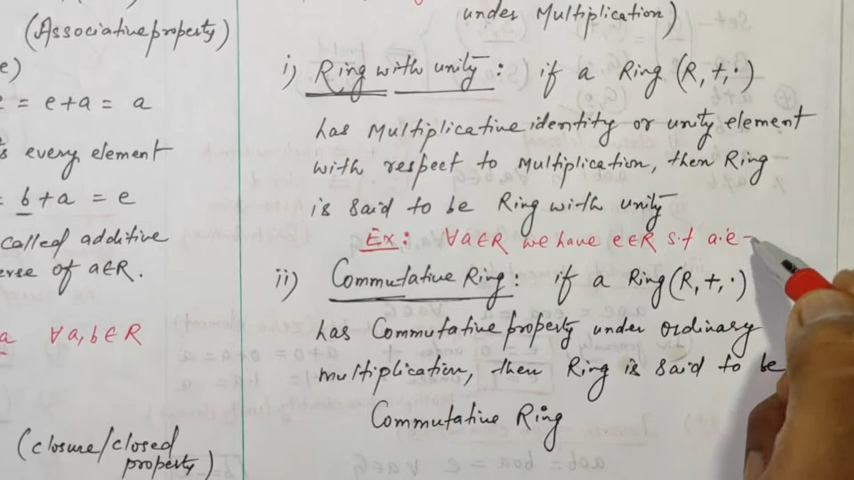 (Associative property)
e)
= e+a = a
s every element
= b+a = e
called additive
erse of a∈R.
a ∀a,b∈R
(closure/closed
property)
under Multiplication)
i) Ring with unity: if a Ring (R,+,·)
has Multiplicative identity or unity element
with respect to Multiplication, then Ring
is said to be Ring with unity
Ex: ∀a∈R we have e∈R s.t a.e-
ii) Commutative Ring: if a Ring(R,+,·)
has Commutative property under ordinary
multiplication, then Ring is said to be
Commutative Ring